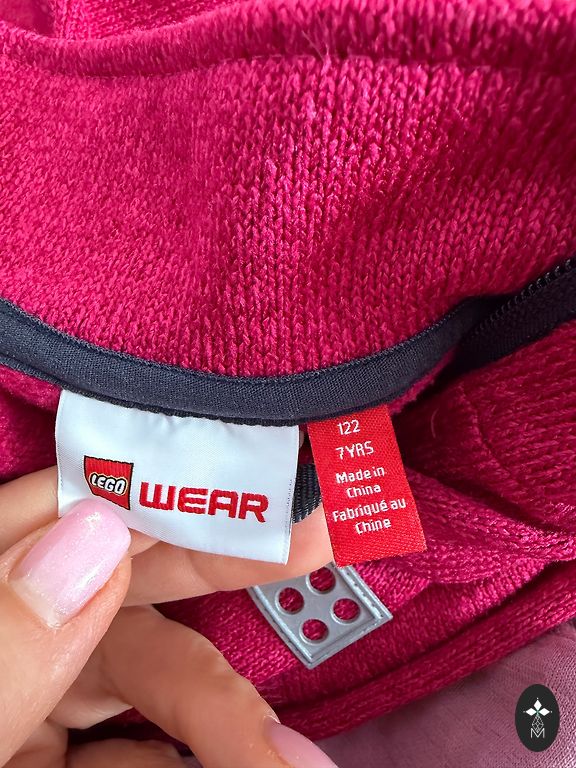 LEGO WEAR
122
7YRS
Made in
China
Fabriqué au
Chine